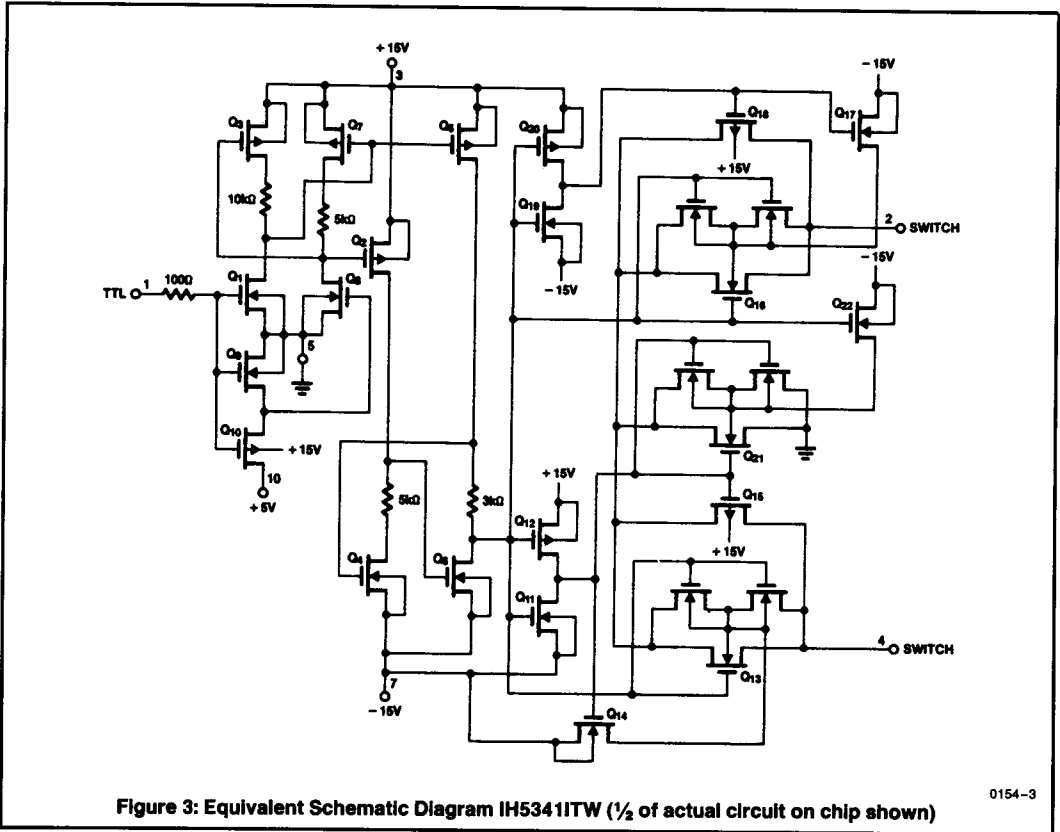 + 15V
3
- 15V
Q3
Q7
Q5
Q20
Q18
Q17
+ 15V
10kΩ
5kΩ
Q2
Q19
2
SWITCH
TTL
1
100Ω
Q1
- 15V
- 15V
Q16
Q22
Q9
5
Q10
+ 15V
10
+ 5V
Q21
5kΩ
3kΩ
+ 15V
Q12
Q15
+ 15V
Q4
Q11
4
SWITCH
Q13
7
- 15V
Q14
0154-3
Figure 3: Equivalent Schematic Diagram IH5341ITW (½ of actual circuit on chip shown)